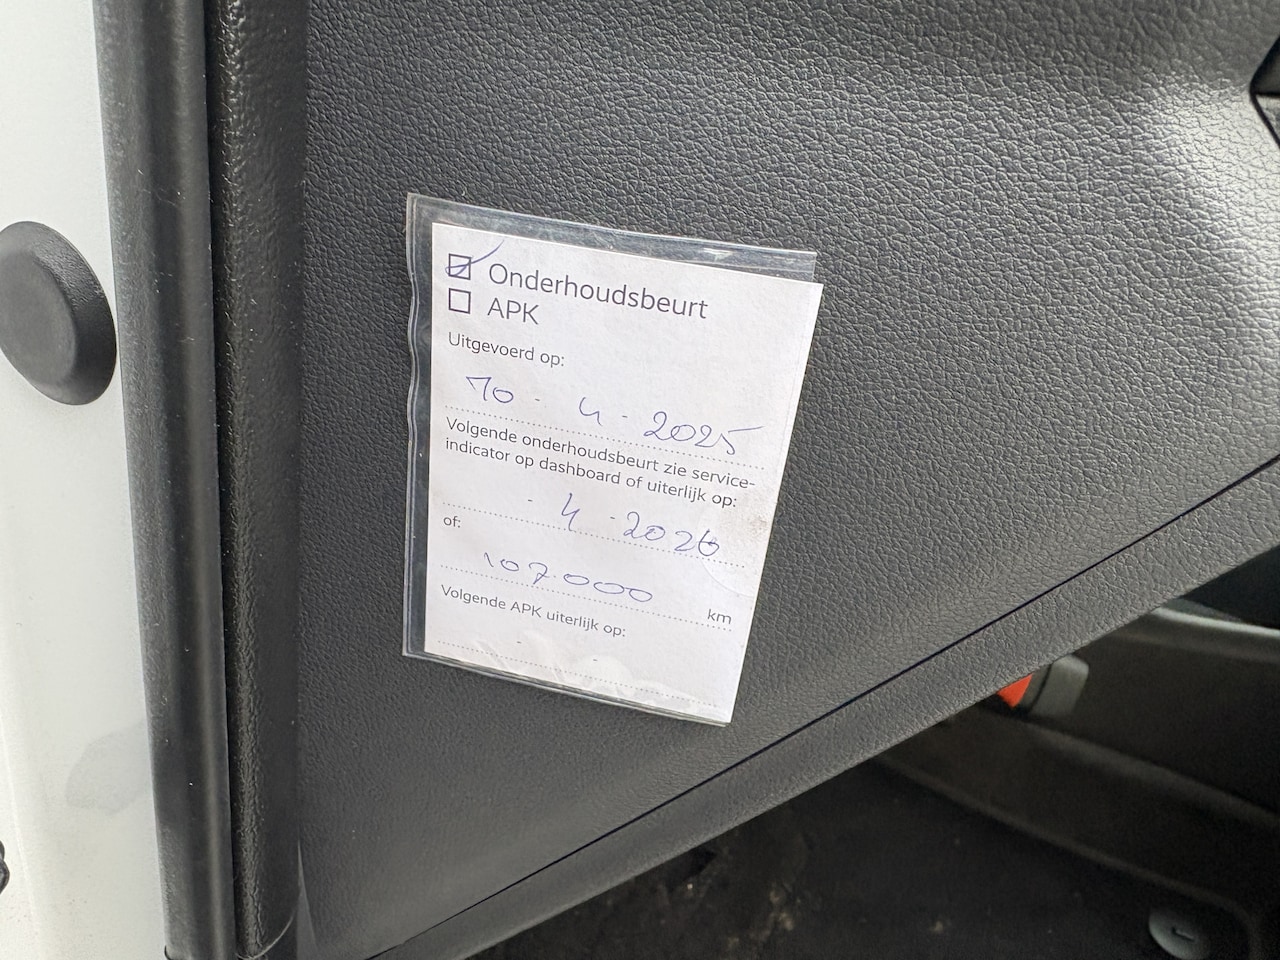 Onderhoudsbeurt
APK
Uitgevoerd op:
10 - 4 - 2025
Volgende onderhoudsbeurt zie service-
indicator op dashboard of uiterlijk op:
- 4 - 2026
of:
107.000 km
Volgende APK uiterlijk op:
- -